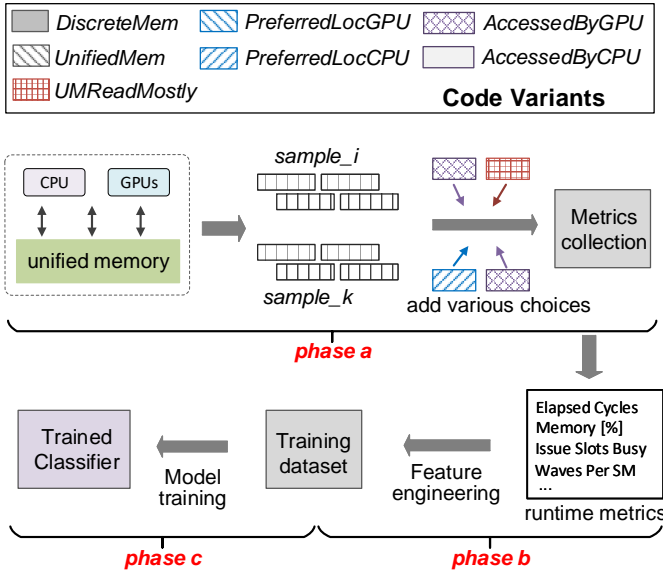 DiscreteMem
PreferredLocGPU
AccessedByGPU
UnifiedMem
PreferredLocCPU
AccessedByCPU
UMReadMostly
Code Variants
CPU
GPUs
unified memory
sample_i
sample_k
add various choices
Metrics
collection
phase a
Trained
Classifier
Model
training
Training
dataset
Feature
engineering
Elapsed Cycles
Memory [%]
Issue Slots Busy
Waves Per SM
...
runtime metrics
phase c
phase b